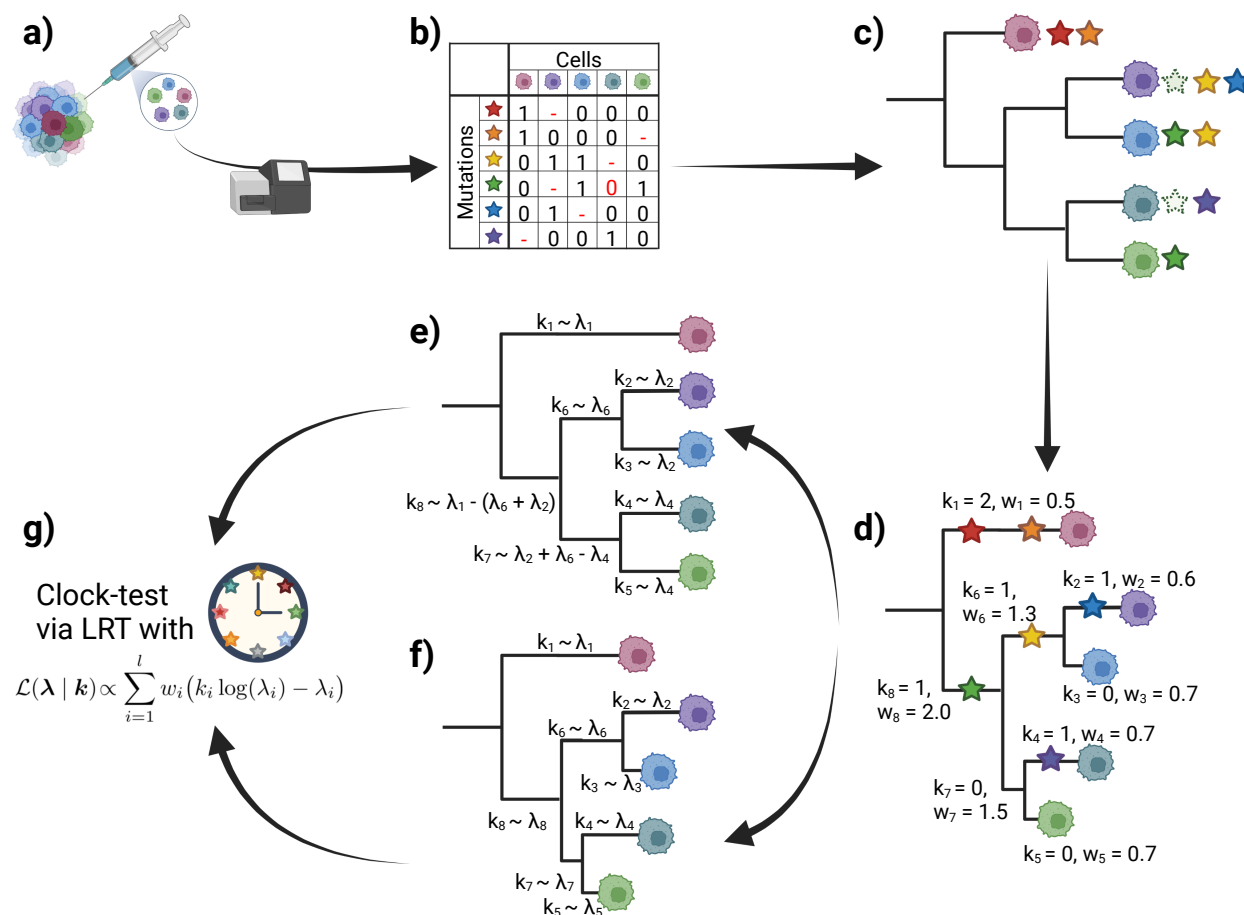 a)
b)
Cells
Mutations
1 - 0 0 0
1 0 0 0 -
0 1 1 - 0
0 - 1 0 1
0 1 - 0 0
- 0 0 1 0
c)
d)
k₁ = 2, w₁ = 0.5
k₂ = 1, w₂ = 0.6
k₆ = 1,
w₆ = 1.3
k₃ = 0, w₃ = 0.7
k₈ = 1,
w₈ = 2.0
k₄ = 1, w₄ = 0.7
k₇ = 0,
w₇ = 1.5
k₅ = 0, w₅ = 0.7
e)
k₁ ~ λ₁
k₂ ~ λ₂
k₆ ~ λ₆
k₃ ~ λ₂
k₈ ~ λ₁ - (λ₆ + λ₂)
k₄ ~ λ₄
k₇ ~ λ₂ + λ₆ - λ₄
k₅ ~ λ₄
f)
k₁ ~ λ₁
k₂ ~ λ₂
k₆ ~ λ₆
k₃ ~ λ₃
k₈ ~ λ₈
k₄ ~ λ₄
k₇ ~ λ₇
k₅ ~ λ₅
g)
Clock-test
via LRT with
ℒ(λ | k) ∝ ∑ᵢ₌₁ˡ wᵢ(kᵢ log(λᵢ) − λᵢ)